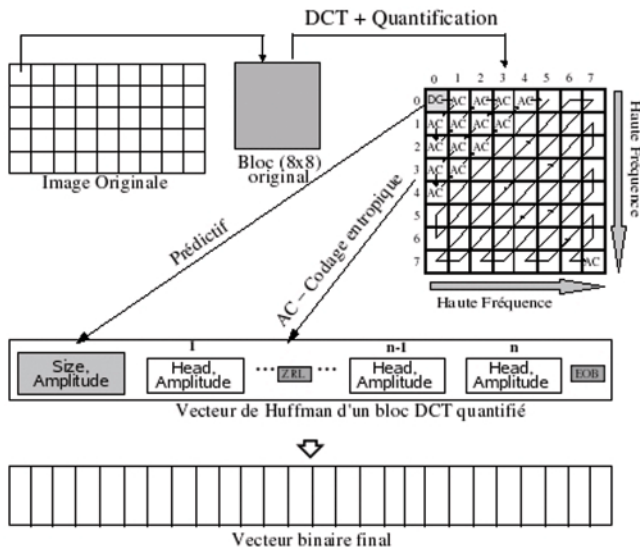 DCT + Quantification
0 1 2 3 4 5 6 7
0 DC AC AC AC AC
1 AC AC AC AC
2 AC AC AC
3 AC AC
4 AC
5
6
7 AC
Haute Fréquence
Haute Fréquence
Image Originale
Bloc (8x8)
original
Prédictif
AC – Codage entropique
1 n-1 n
Size, Amplitude
Head, Amplitude
... ZRL ...
Head, Amplitude
Head, Amplitude
EOB
Vecteur de Huffman d'un bloc DCT quantifié
Vecteur binaire final